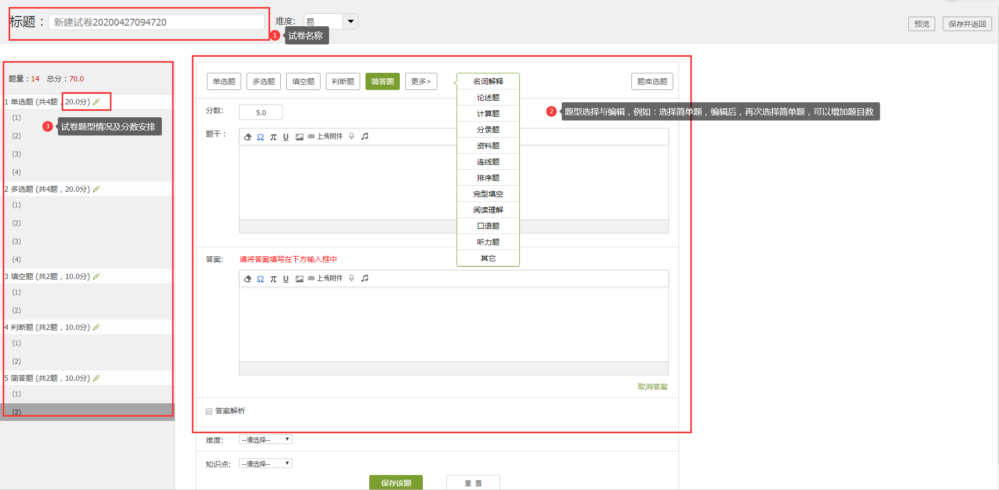 标题：
新建试卷20200427094720
难度:
易
1
试卷名称
预览
保存并返回
题量：14 总分：70.0
1 单选题 (共4题，20.0分)
(1)
3
试卷题型情况及分数安排
(2)
(3)
(4)
2 多选题 (共4题，20.0分)
(1)
(2)
(3)
(4)
3 填空题 (共2题，10.0分)
(1)
(2)
4 判断题 (共2题，10.0分)
(1)
(2)
5 简答题 (共2题，10.0分)
(1)
(2)
单选题
多选题
填空题
判断题
简答题
更多>
题库选题
名词解释
论述题
计算题
分录题
资料题
连线题
排序题
完型填空
阅读理解
口语题
听力题
其它
分数:
5.0
2
题型选择与编辑，例如：选择简单题，编辑后，再次选择简单题，可以增加题目数
题干：
Ω π U 上传附件
答案:
请将答案填写在下方输入框中
Ω π U 上传附件
取消答案
答案解析
难度:
--请选择--
知识点:
--请选择--
保存该题
重 置